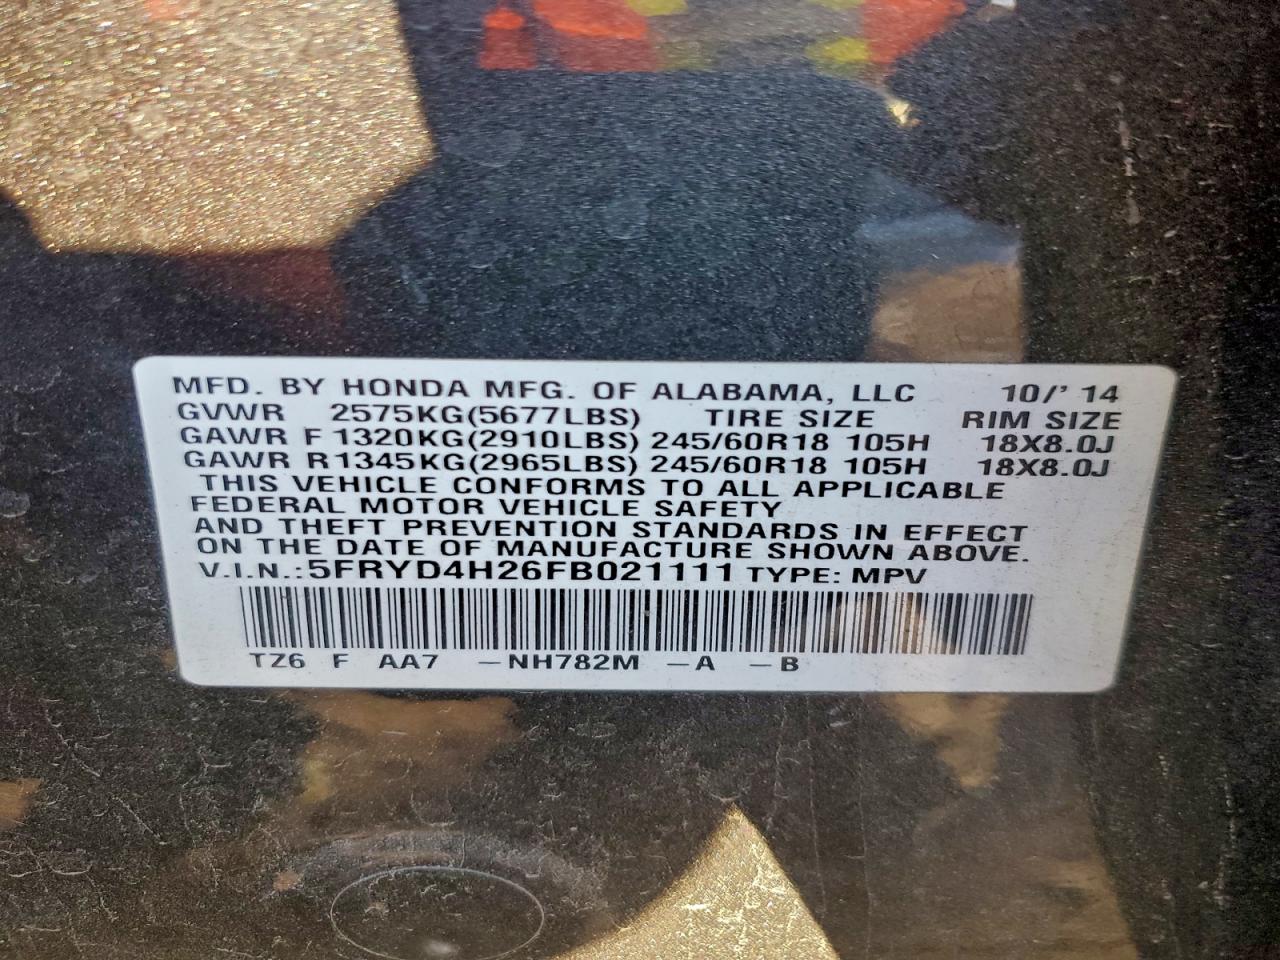 MFD. BY HONDA MFG. OF ALABAMA, LLC 10/'14
GVWR 2575KG(5677LBS) TIRE SIZE RIM SIZE
GAWR F 1320KG(2910LBS) 245/60R18 105H 18X8.0J
GAWR R 1345KG(2965LBS) 245/60R18 105H 18X8.0J
THIS VEHICLE CONFORMS TO ALL APPLICABLE
FEDERAL MOTOR VEHICLE SAFETY
AND THEFT PREVENTION STANDARDS IN EFFECT
ON THE DATE OF MANUFACTURE SHOWN ABOVE.
V.I.N.: 5FRYD4H26FB021111 TYPE: MPV
TZ6 F AA7 –NH782M –A –B